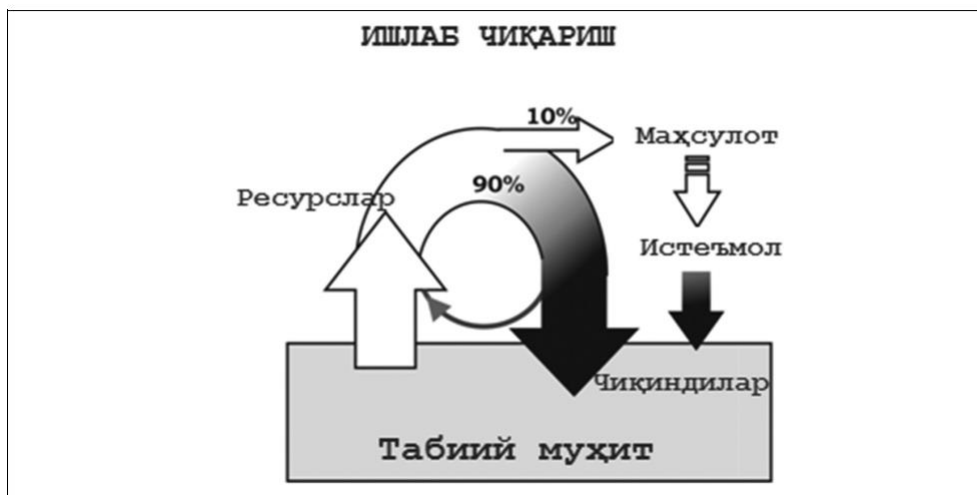 ИШЛАБ ЧИҚАРИШ
10%
Маҳсулот
90%
Ресурслар
Истеъмол
Чиқиндилар
Табиий муҳит